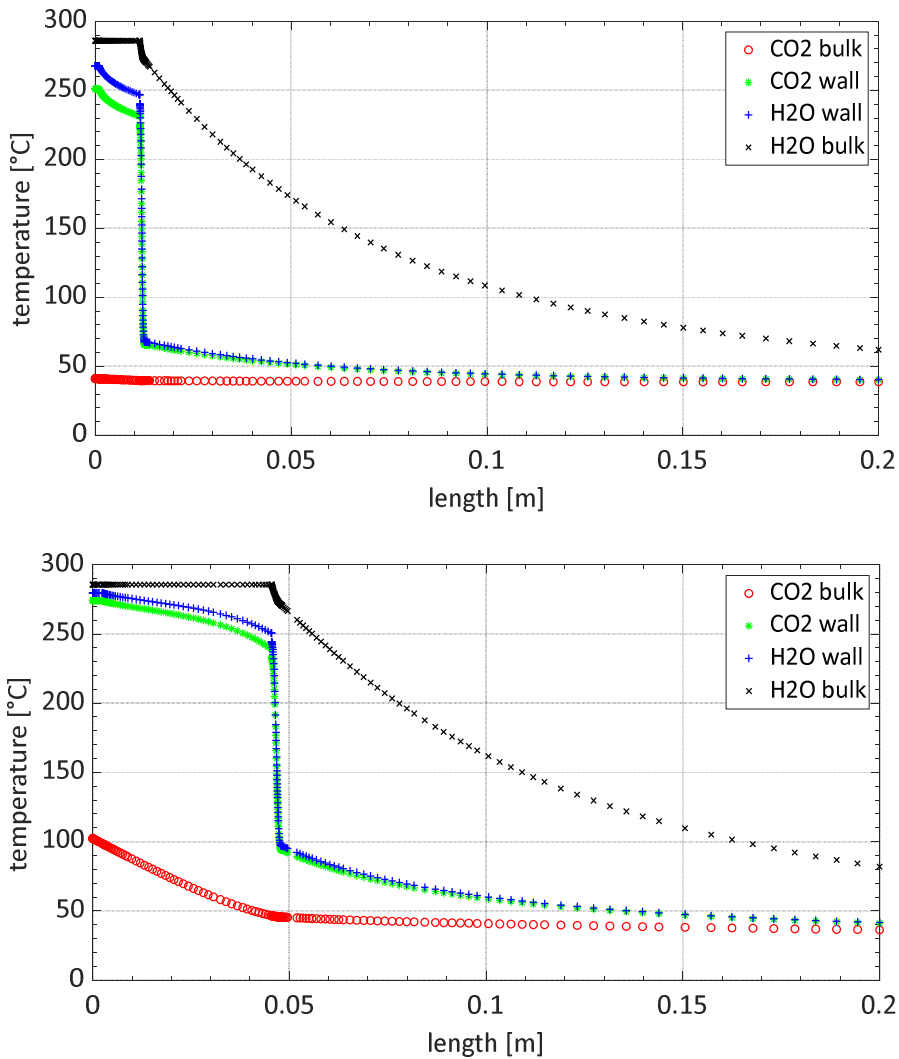 300
250
200
150
100
50
0
temperature [°C]
CO2 bulk
CO2 wall
H2O wall
H2O bulk
0 0.05 0.1 0.15 0.2
length [m]
300
250
200
150
100
50
0
temperature [°C]
CO2 bulk
CO2 wall
H2O wall
H2O bulk
0 0.05 0.1 0.15 0.2
length [m]